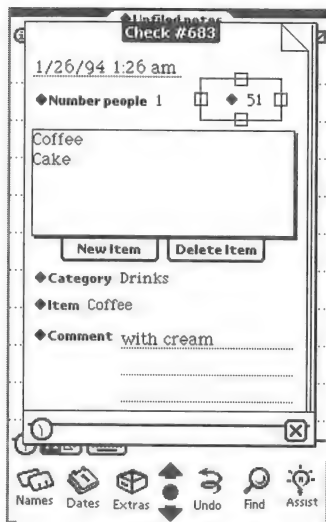 Unfiled notes
Check #683
1/26/94 1:26 am
Number people 1
51
Coffee
Cake
New Item Delete Item
Category Drinks
Item Coffee
Comment with cream
Names Dates Extras Undo Find Assist